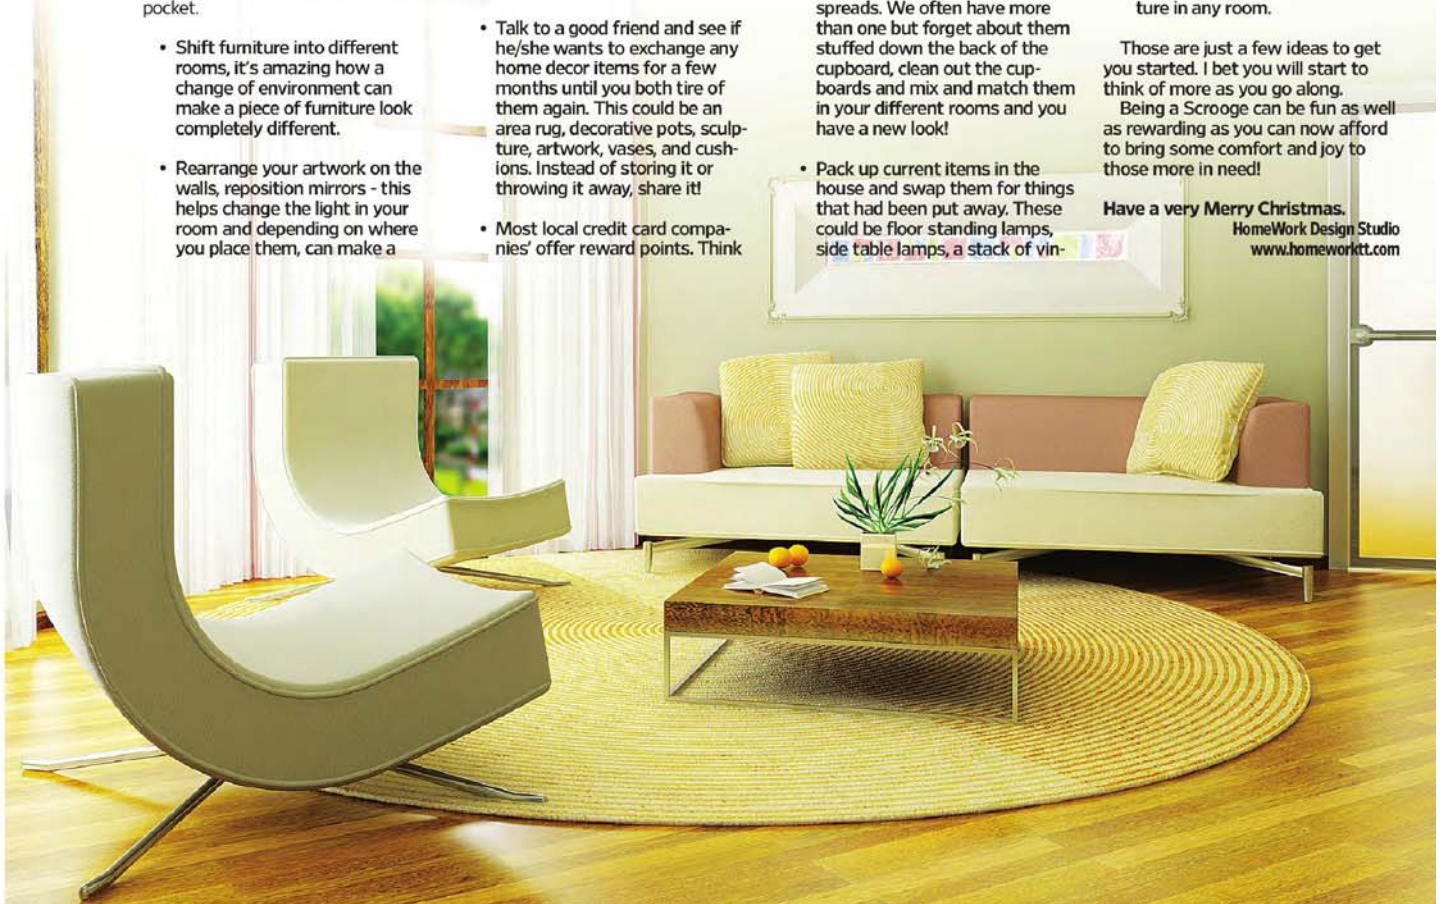 pocket.
• Shift furniture into different
rooms, it's amazing how a
change of environment can
make a piece of furniture look
completely different.
• Rearrange your artwork on the
walls, reposition mirrors - this
helps change the light in your
room and depending on where
you place them, can make a
• Talk to a good friend and see if
he/she wants to exchange any
home decor items for a few
months until you both tire of
them again. This could be an
area rug, decorative pots, sculp-
ture, artwork, vases, and cush-
ions. Instead of storing it or
throwing it away, share it!
• Most local credit card compa-
nies' offer reward points. Think
spreads. We often have more
than one but forget about them
stuffed down the back of the
cupboard, clean out the cup-
boards and mix and match them
in your different rooms and you
have a new look!
• Pack up current items in the
house and swap them for things
that had been put away. These
could be floor standing lamps,
side table lamps, a stack of vin-
ture in any room.
Those are just a few ideas to get
you started. I bet you will start to
think of more as you go along.
Being a Scrooge can be fun as well
as rewarding as you can now afford
to bring some comfort and joy to
those more in need!
Have a very Merry Christmas.
HomeWork Design Studio
www.homeworktt.com